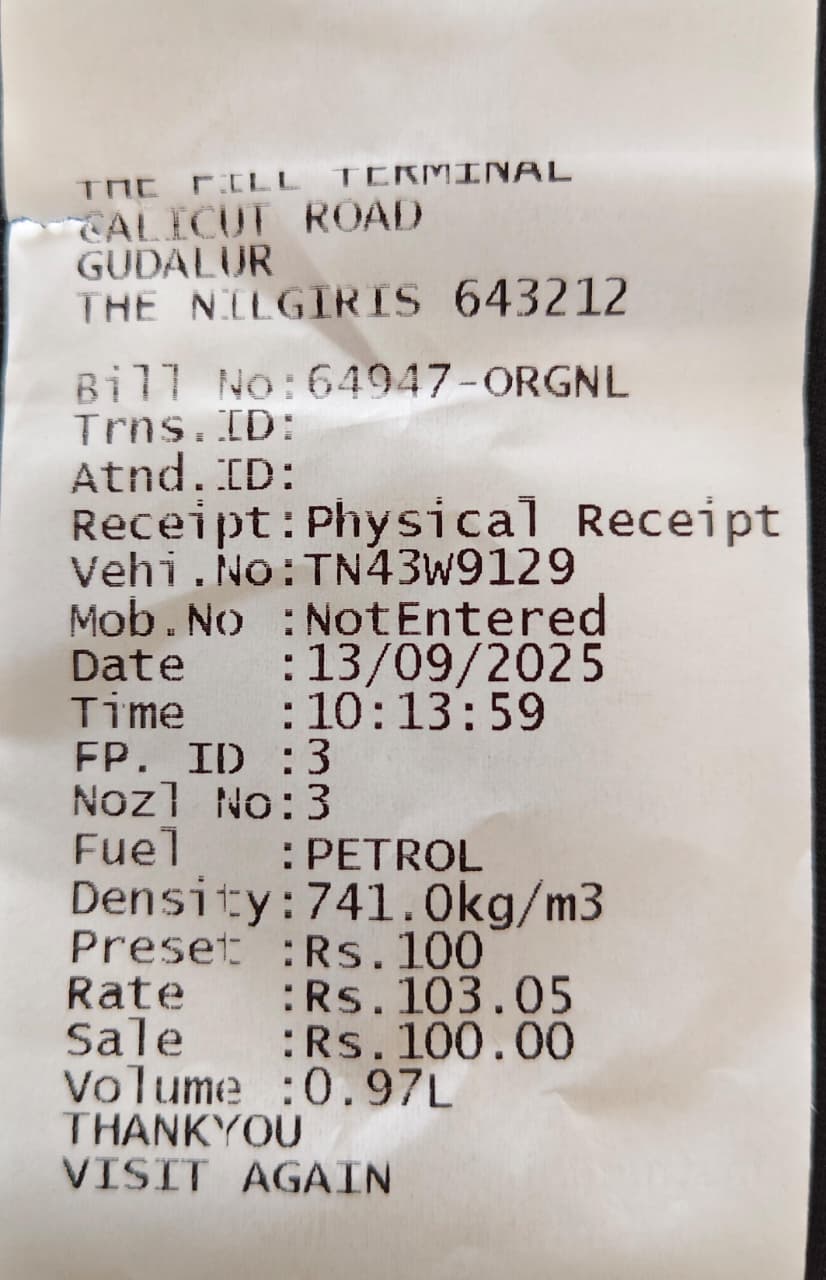 THE FILL TERMINAL
CALICUT ROAD
GUDALUR
THE NILGIRIS 643212
Bill No:64947-ORGNL
Trns.ID:
Atnd.ID:
Receipt:Physical Receipt
Vehi.No:TN43W9129
Mob.No :NotEntered
Date :13/09/2025
Time :10:13:59
FP. ID :3
Nozl No:3
Fuel :PETROL
Density:741.0kg/m3
Preset :Rs.100
Rate :Rs.103.05
Sale :Rs.100.00
Volume :0.97L
THANKYOU
VISIT AGAIN